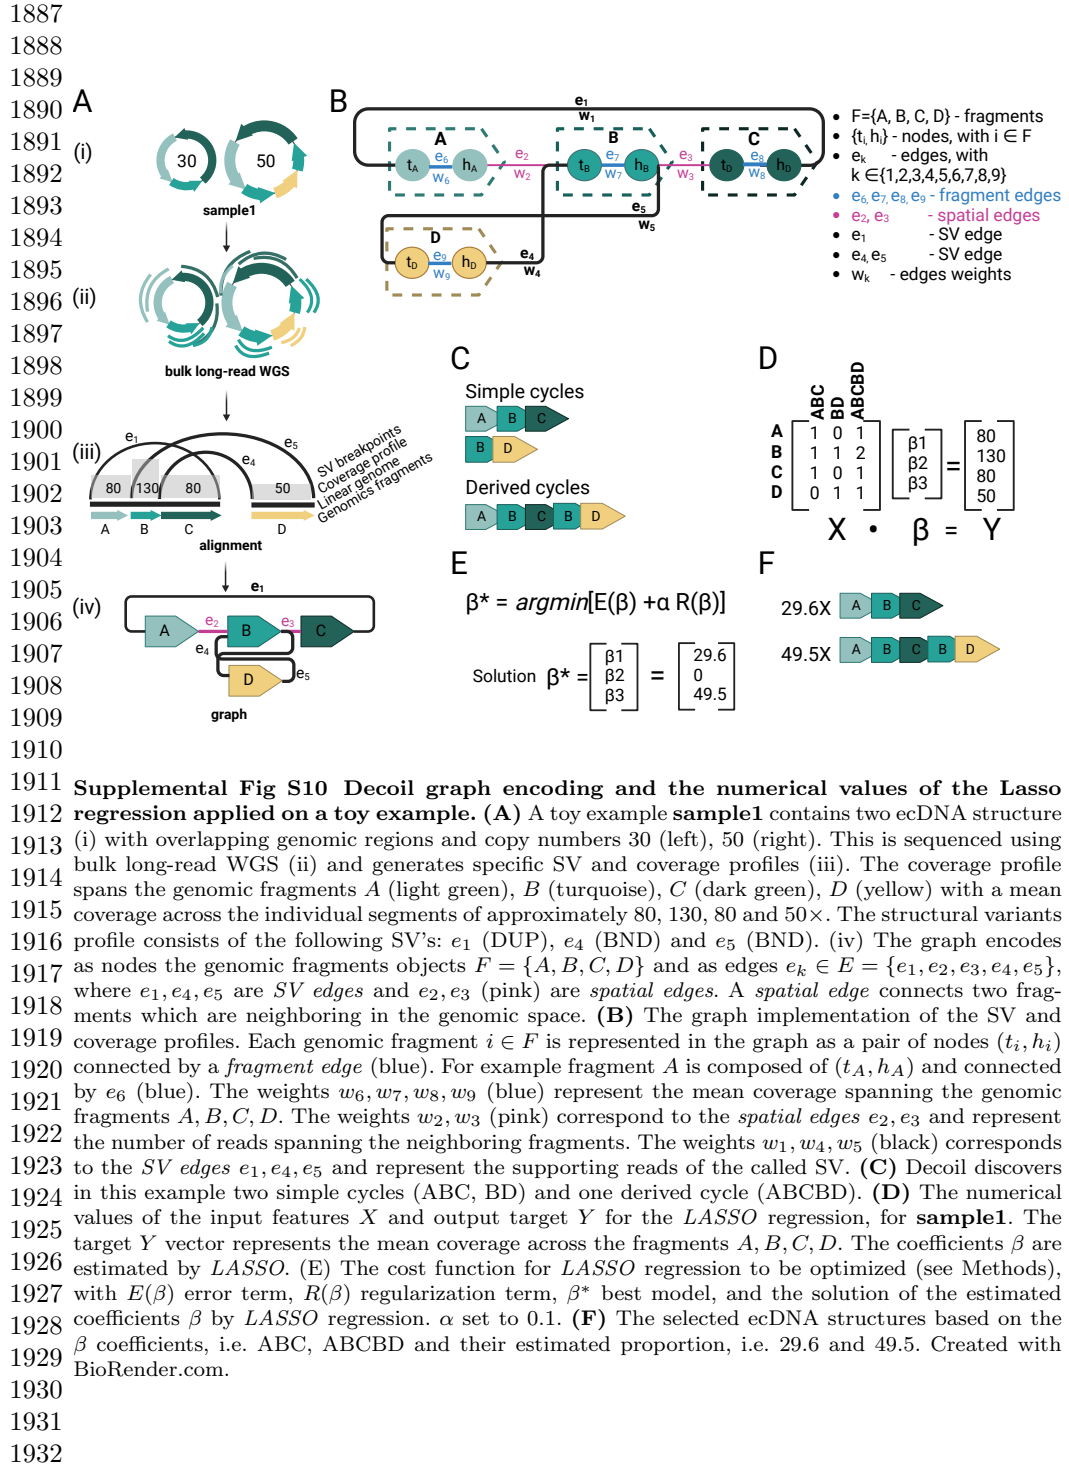 1887
1888
1889
1890
1891
1892
1893
1894
1895
1896
1897
1898
1899
1900
1901
1902
1903
1904
1905
1906
1907
1908
1909
1910
1911
1912
1913
1914
1915
1916
1917
1918
1919
1920
1921
1922
1923
1924
1925
1926
1927
1928
1929
1930
1931
1932
A
(i)
30
50
sample1
(ii)
bulk long-read WGS
(iii)
e₁
e₅
e₄
80
130
80
50
SV breakpoints
Coverage profile
Linear genome
Genomics fragments
A
B
C
D
alignment
(iv)
e₁
A
e₂
B
e₃
C
e₄
D
e₅
graph
B
e₁
w₁
A
t_A
e₆
w₆
h_A
e₂
w₂
B
t_B
e₇
w₇
h_B
e₃
w₃
C
t_D
e₈
w₈
h_D
e₅
w₅
D
t_D
e₉
w₉
h_D
e₄
w₄
• F={A, B, C, D} - fragments
• {t_i, h_i} - nodes, with i ∈ F
• e_k - edges, with
k ∈{1,2,3,4,5,6,7,8,9}
• e₆, e₇, e₈, e₉ - fragment edges
• e₂, e₃ - spatial edges
• e₁ - SV edge
• e₄, e₅ - SV edge
• w_k - edges weights
C
Simple cycles
A B C
B D
Derived cycles
A B C B D
D
ABC BD ABCBD
A 1 0 1
B 1 1 2
C 1 0 1
D 0 1 1
β1
β2
β3
=
80
130
80
50
X · β = Y
E
β* = argmin[E(β) +α R(β)]
Solution β* =
β1
β2
β3
=
29.6
0
49.5
F
29.6X A B C
49.5X A B C B D
Supplemental Fig S10 Decoil graph encoding and the numerical values of the Lasso
regression applied on a toy example. (A) A toy example sample1 contains two ecDNA structure
(i) with overlapping genomic regions and copy numbers 30 (left), 50 (right). This is sequenced using
bulk long-read WGS (ii) and generates specific SV and coverage profiles (iii). The coverage profile
spans the genomic fragments A (light green), B (turquoise), C (dark green), D (yellow) with a mean
coverage across the individual segments of approximately 80, 130, 80 and 50×. The structural variants
profile consists of the following SV's: e₁ (DUP), e₄ (BND) and e₅ (BND). (iv) The graph encodes
as nodes the genomic fragments objects F = {A, B, C, D} and as edges e_k ∈ E = {e₁, e₂, e₃, e₄, e₅},
where e₁, e₄, e₅ are SV edges and e₂, e₃ (pink) are spatial edges. A spatial edge connects two frag-
ments which are neighboring in the genomic space. (B) The graph implementation of the SV and
coverage profiles. Each genomic fragment i ∈ F is represented in the graph as a pair of nodes (t_i, h_i)
connected by a fragment edge (blue). For example fragment A is composed of (t_A, h_A) and connected
by e₆ (blue). The weights w₆, w₇, w₈, w₉ (blue) represent the mean coverage spanning the genomic
fragments A, B, C, D. The weights w₂, w₃ (pink) correspond to the spatial edges e₂, e₃ and represent
the number of reads spanning the neighboring fragments. The weights w₁, w₄, w₅ (black) corresponds
to the SV edges e₁, e₄, e₅ and represent the supporting reads of the called SV. (C) Decoil discovers
in this example two simple cycles (ABC, BD) and one derived cycle (ABCBD). (D) The numerical
values of the input features X and output target Y for the LASSO regression, for sample1. The
target Y vector represents the mean coverage across the fragments A, B, C, D. The coefficients β are
estimated by LASSO. (E) The cost function for LASSO regression to be optimized (see Methods),
with E(β) error term, R(β) regularization term, β* best model, and the solution of the estimated
coefficients β by LASSO regression. α set to 0.1. (F) The selected ecDNA structures based on the
β coefficients, i.e. ABC, ABCBD and their estimated proportion, i.e. 29.6 and 49.5. Created with
BioRender.com.